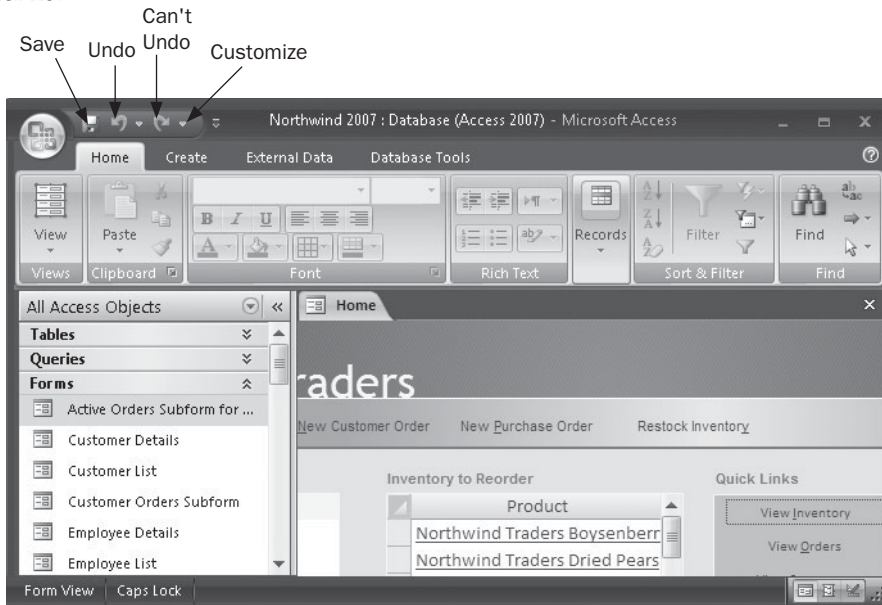 Can't
Save Undo Undo Customize
Northwind 2007 : Database (Access 2007) - Microsoft Access
Home Create External Data Database Tools
View Paste B I U A Records Filter Find
Views Clipboard Font Rich Text Sort & Filter Find
All Access Objects
Home
Tables
Queries
Forms
raders
Active Orders Subform for ...
New Customer Order New Purchase Order Restock Inventory
Customer Details
Customer List
Inventory to Reorder Quick Links
Customer Orders Subform
Product
View Inventory
Employee Details
Northwind Traders Boysenberr
View Orders
Employee List
Northwind Traders Dried Pears
Form View Caps Lock